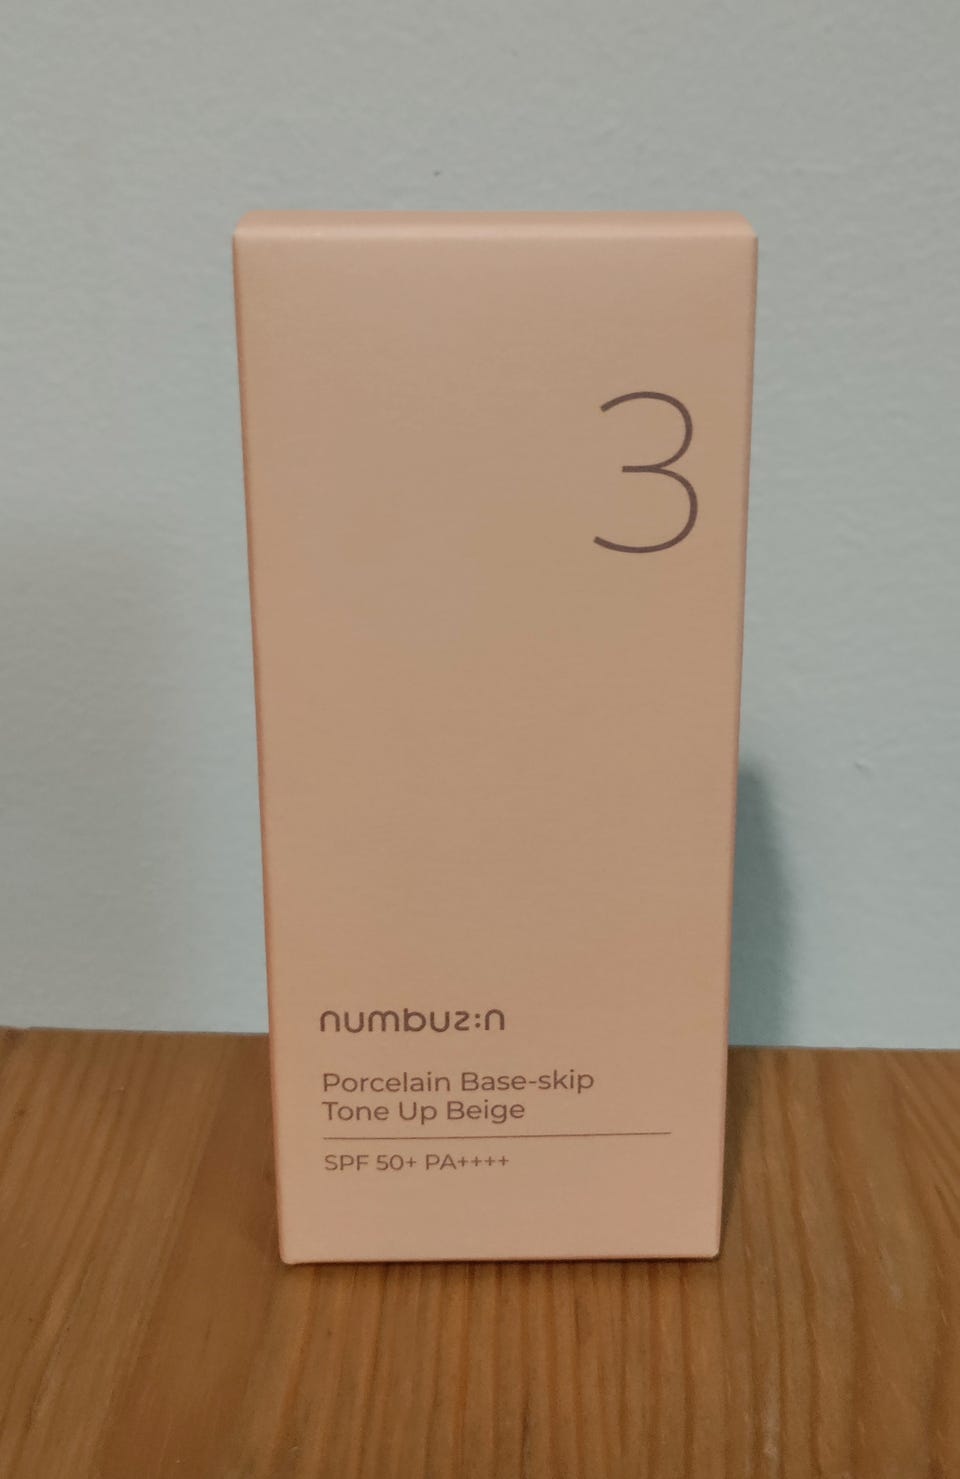 3
numbuz:n
Porcelain Base-skip
Tone Up Beige
SPF 50+ PA++++